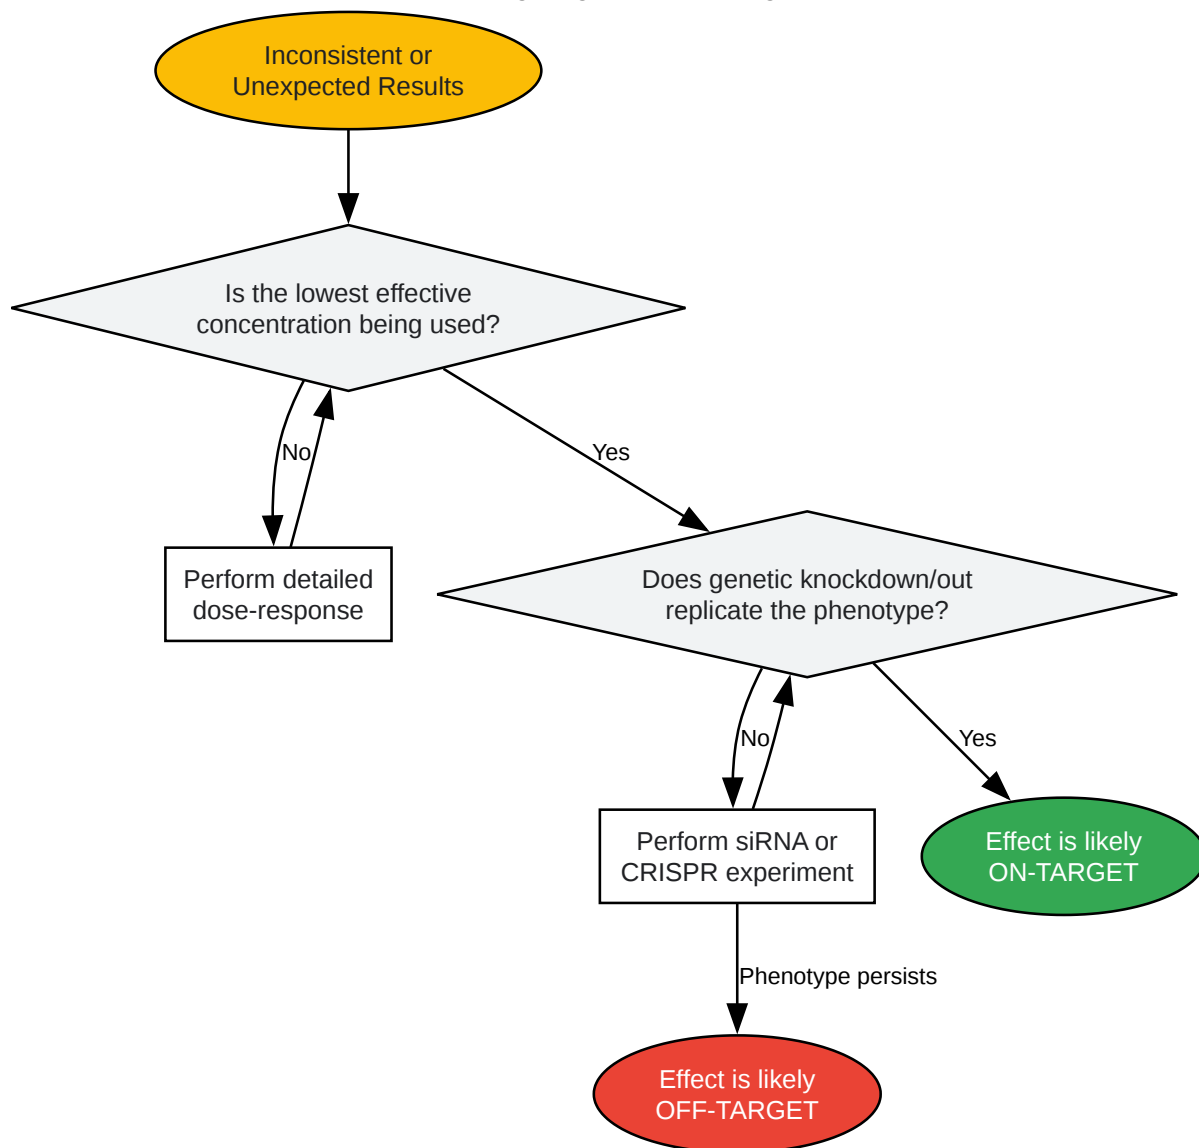 Inconsistent or
Unexpected Results
Is the lowest effective
concentration being used?
No
Yes
Perform detailed
dose-response
Does genetic knockdown/out
replicate the phenotype?
No
Yes
Perform siRNA or
CRISPR experiment
Effect is likely
ON-TARGET
Phenotype persists
Effect is likely
OFF-TARGET